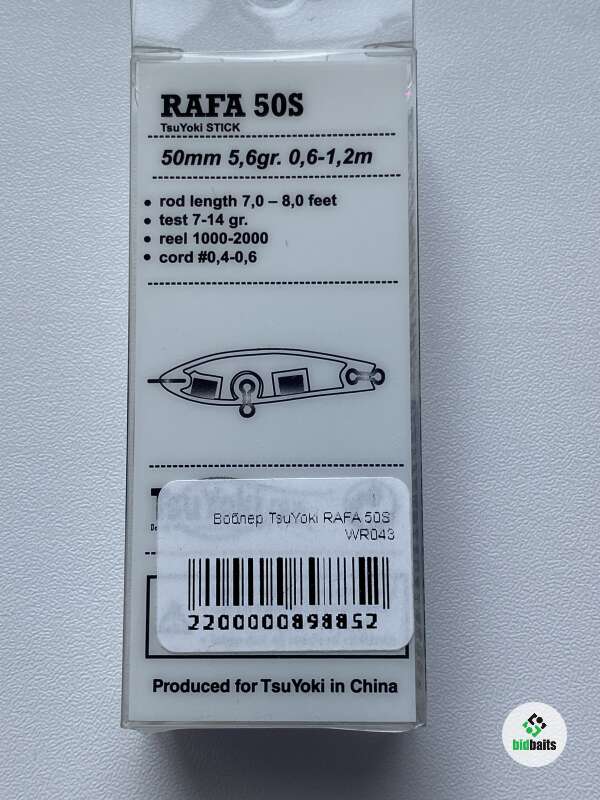 RAFA 50S
TsuYoki STICK
50mm 5,6gr. 0,6-1,2m
• rod length 7,0 – 8,0 feet
• test 7-14 gr.
• reel 1000-2000
• cord #0,4-0,6
Воблер TsuYoki RAFA 50S
WR043
2200000898852
Produced for TsuYoki in China
bidbaits